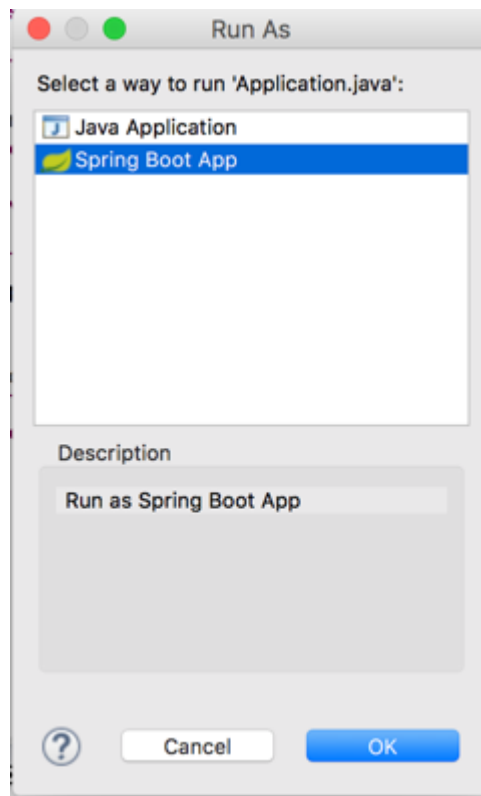 Run As
Select a way to run 'Application.java':
Java Application
Spring Boot App
Description
Run as Spring Boot App
?
Cancel
OK